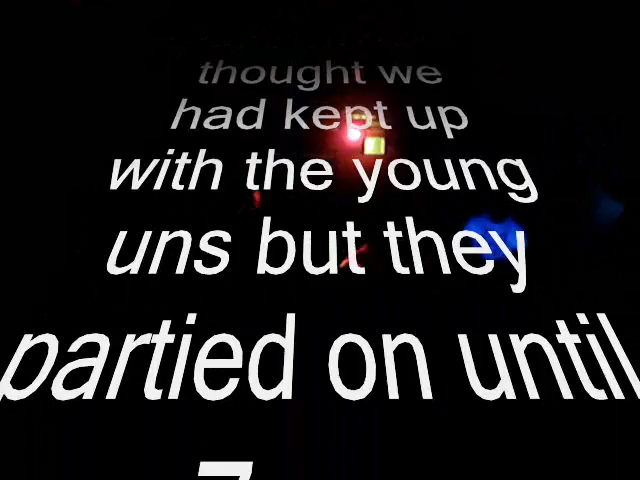 thought we
had kept up
with the young
uns but they
partied on until